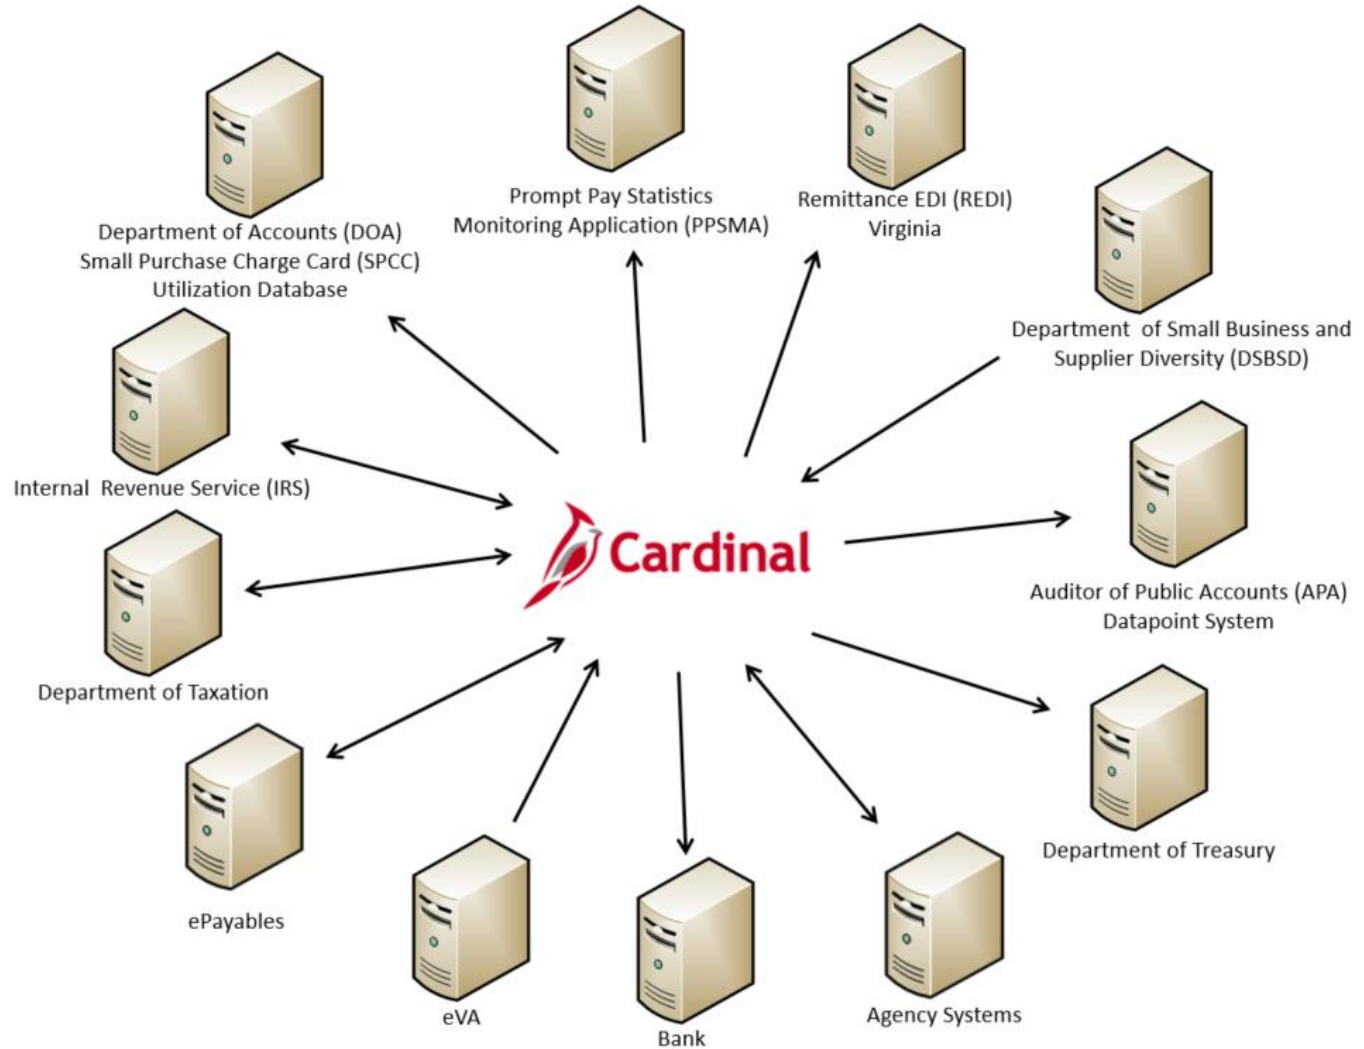 Prompt Pay Statistics
Monitoring Application (PPSMA)
Remittance EDI (REDI)
Virginia
Department of Accounts (DOA)
Small Purchase Charge Card (SPCC)
Utilization Database
Department of Small Business and
Supplier Diversity (DSBSD)
Internal Revenue Service (IRS)
Cardinal
Auditor of Public Accounts (APA)
Datapoint System
Department of Taxation
Department of Treasury
ePayables
eVA
Bank
Agency Systems